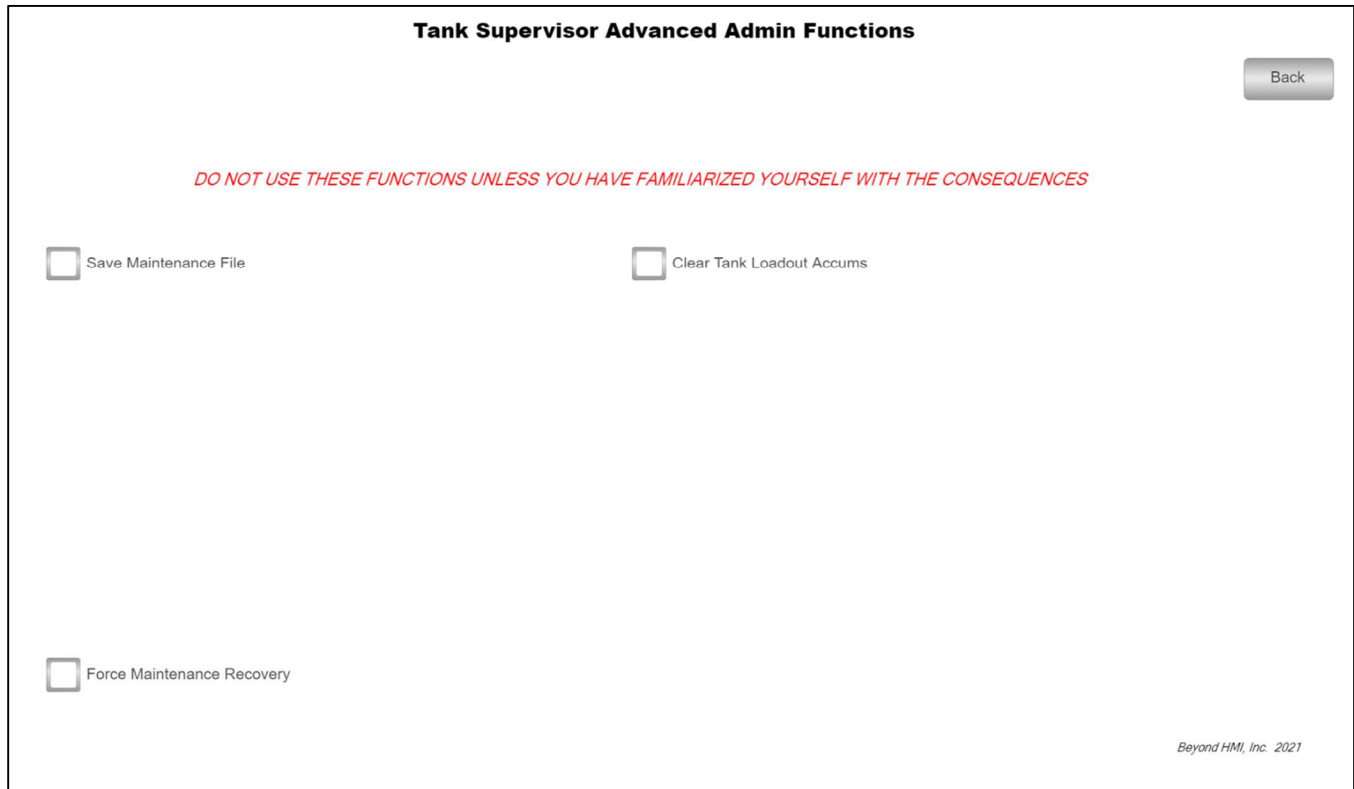 Tank Supervisor Advanced Admin Functions
Back
DO NOT USE THESE FUNCTIONS UNLESS YOU HAVE FAMILIARIZED YOURSELF WITH THE CONSEQUENCES
Save Maintenance File
Clear Tank Loadout Accums
Force Maintenance Recovery
Beyond HMI, Inc. 2021